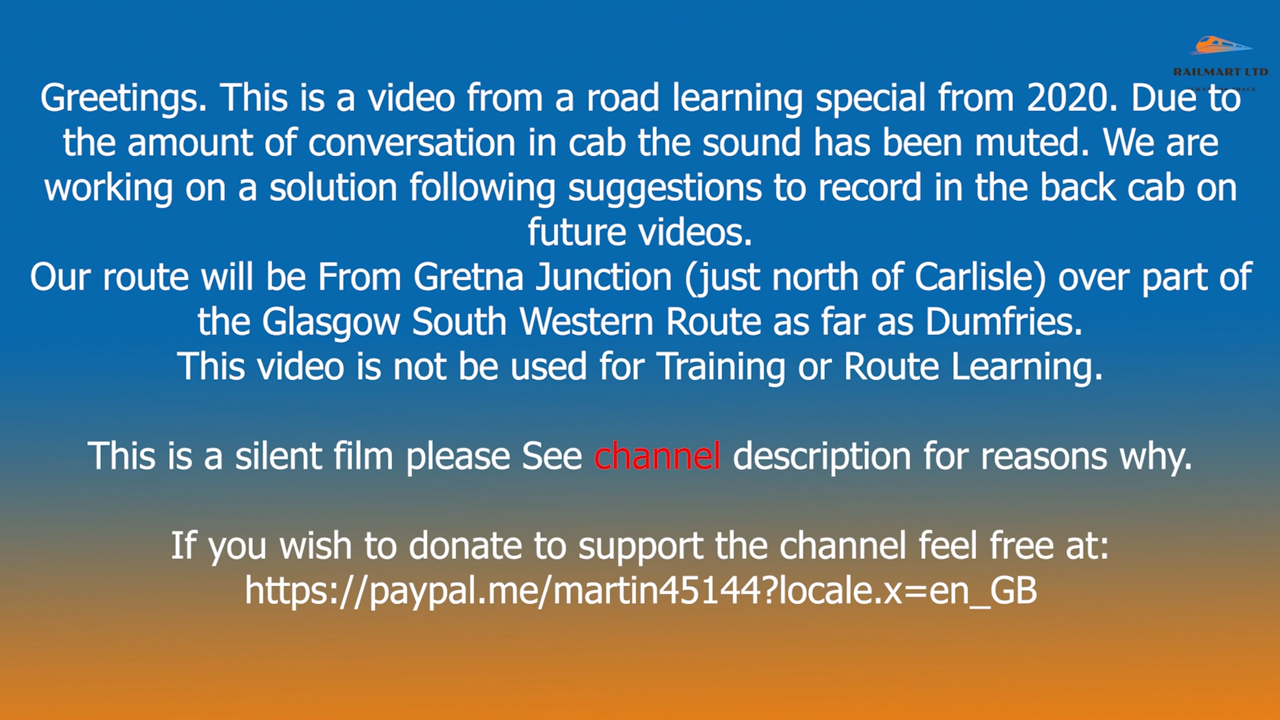 RAILMART LTD
Greetings. This is a video from a road learning special from 2020. Due to
the amount of conversation in cab the sound has been muted. We are
working on a solution following suggestions to record in the back cab on
future videos.
Our route will be From Gretna Junction (just north of Carlisle) over part of
the Glasgow South Western Route as far as Dumfries.
This video is not be used for Training or Route Learning.
This is a silent film please See channel description for reasons why.
If you wish to donate to support the channel feel free at:
https://paypal.me/martin45144?locale.x=en_GB